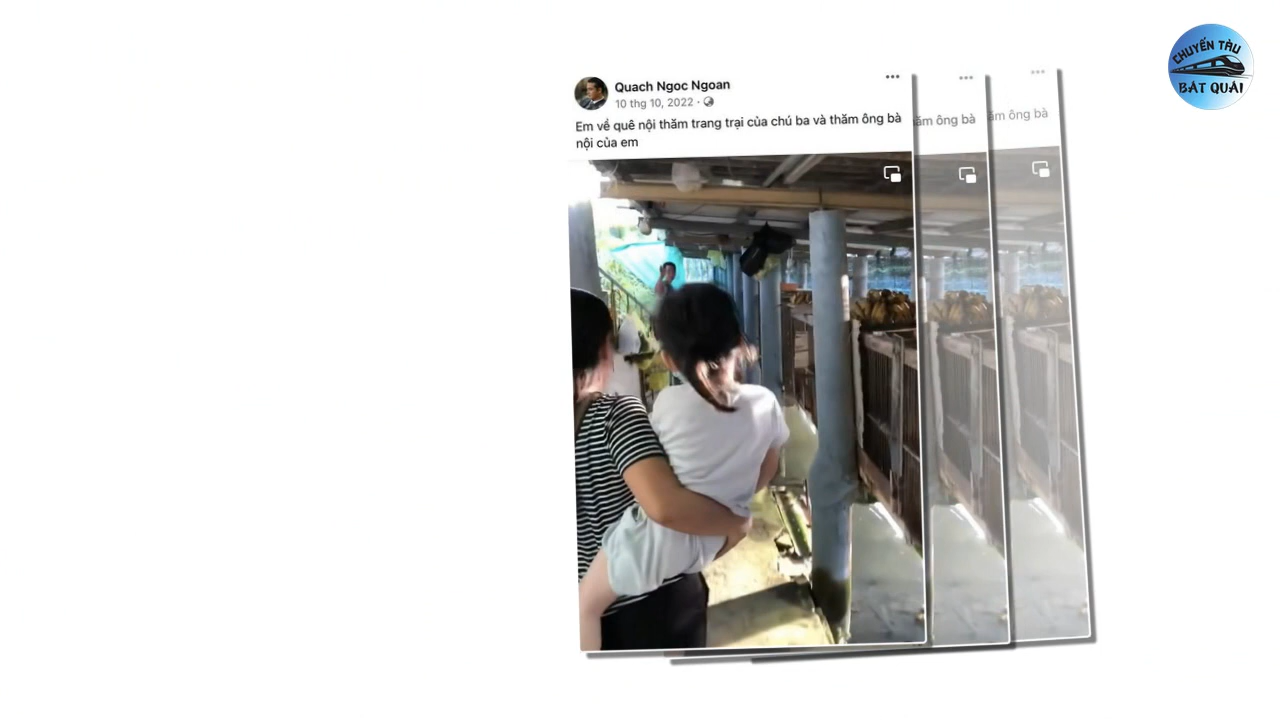 CHUYẾN TÀU
BÁT QUÁI
Quach Ngoc Ngoan
10 thg 10, 2022 ·
Em về quê nội thăm trang trại của chú ba và thăm ông bà
nội của em
ăm ông bà
ăm ông bà